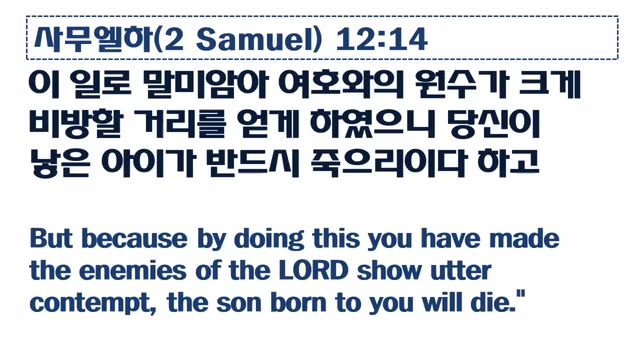 사무엘하(2 Samuel) 12:14
이 일로 말미암아 여호와의 원수가 크게
비방할 거리를 얻게 하였으니 당신이
낳은 아이가 반드시 죽으리이다 하고
But because by doing this you have made
the enemies of the LORD show utter
contempt, the son born to you will die."